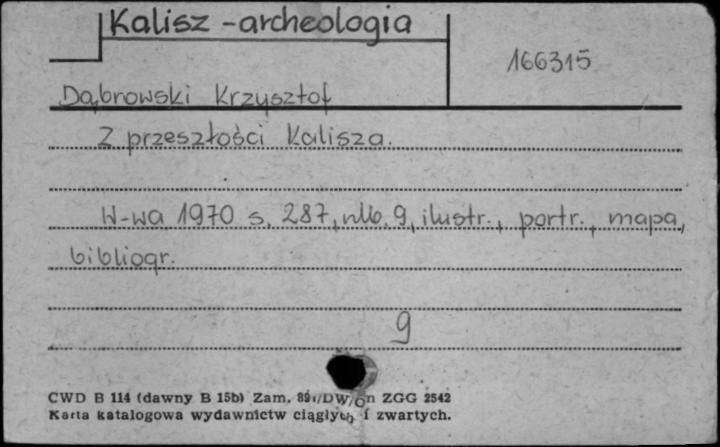 Kalisz - archeologia
166315
Dąbrowski Krzysztof
Z przeszłości Kalisza.
W-wa 1970 s. 287, nlb. 9, ilustr., portr., mapa,
bibliogr.
9
CWD B 114 (dawny B 15b) Zam. ZGG 2542
Karta katalogowa wydawnictw ciągłych i zwartych.